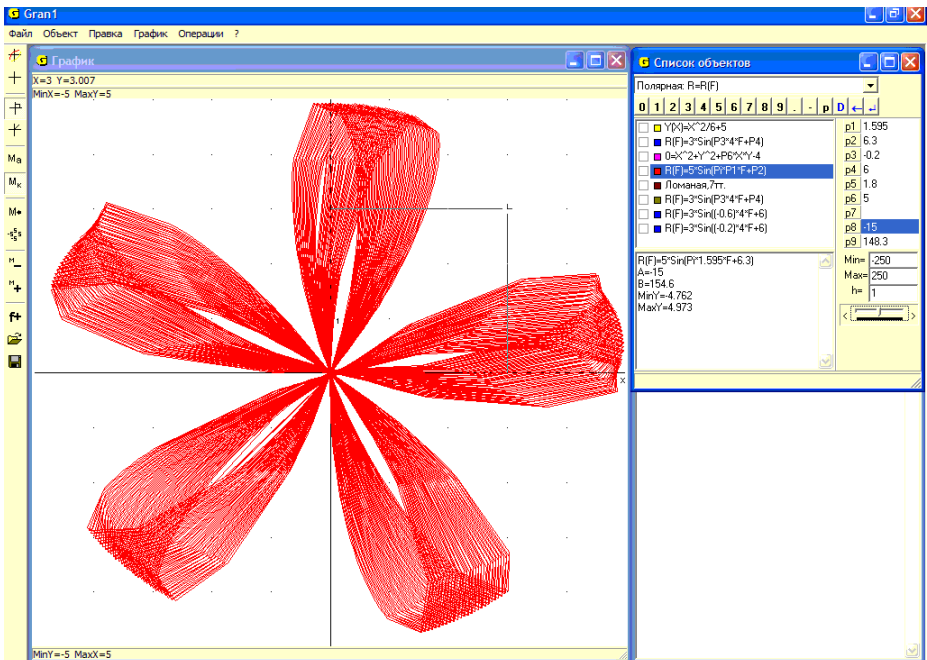 Gran1
Файл Объект Правка График Операции ?
График
X=3 Y=3.007
MinX=-5 MaxY=5
1
x
MinY=-5 MaxX=5
Ma
Mк
M
M
f+
Список объектов
Полярная: R=R(F)
0 1 2 3 4 5 6 7 8 9 . - p D
Y(X)=X^2/6+5
R(F)=3*Sin(P3*4*F+P4)
0=X^2+Y^2+P6*X*Y-4
R(F)=5*Sin(Pi*P1*F+P2)
Ломаная,7тт.
R(F)=3*Sin(P3*4*F+P4)
R(F)=3*Sin((-0.6)*4*F+6)
R(F)=3*Sin((-0.2)*4*F+6)
p1 1.595
p2 6.3
p3 -0.2
p4 6
p5 1.8
p6 5
p7
p8 -15
p9 148.3
Min= -250
Max= 250
h= 1
R(F)=5*Sin(Pi*1.595*F+6.3)
A=-15
B=154.6
MinY=-4.762
MaxY=4.973